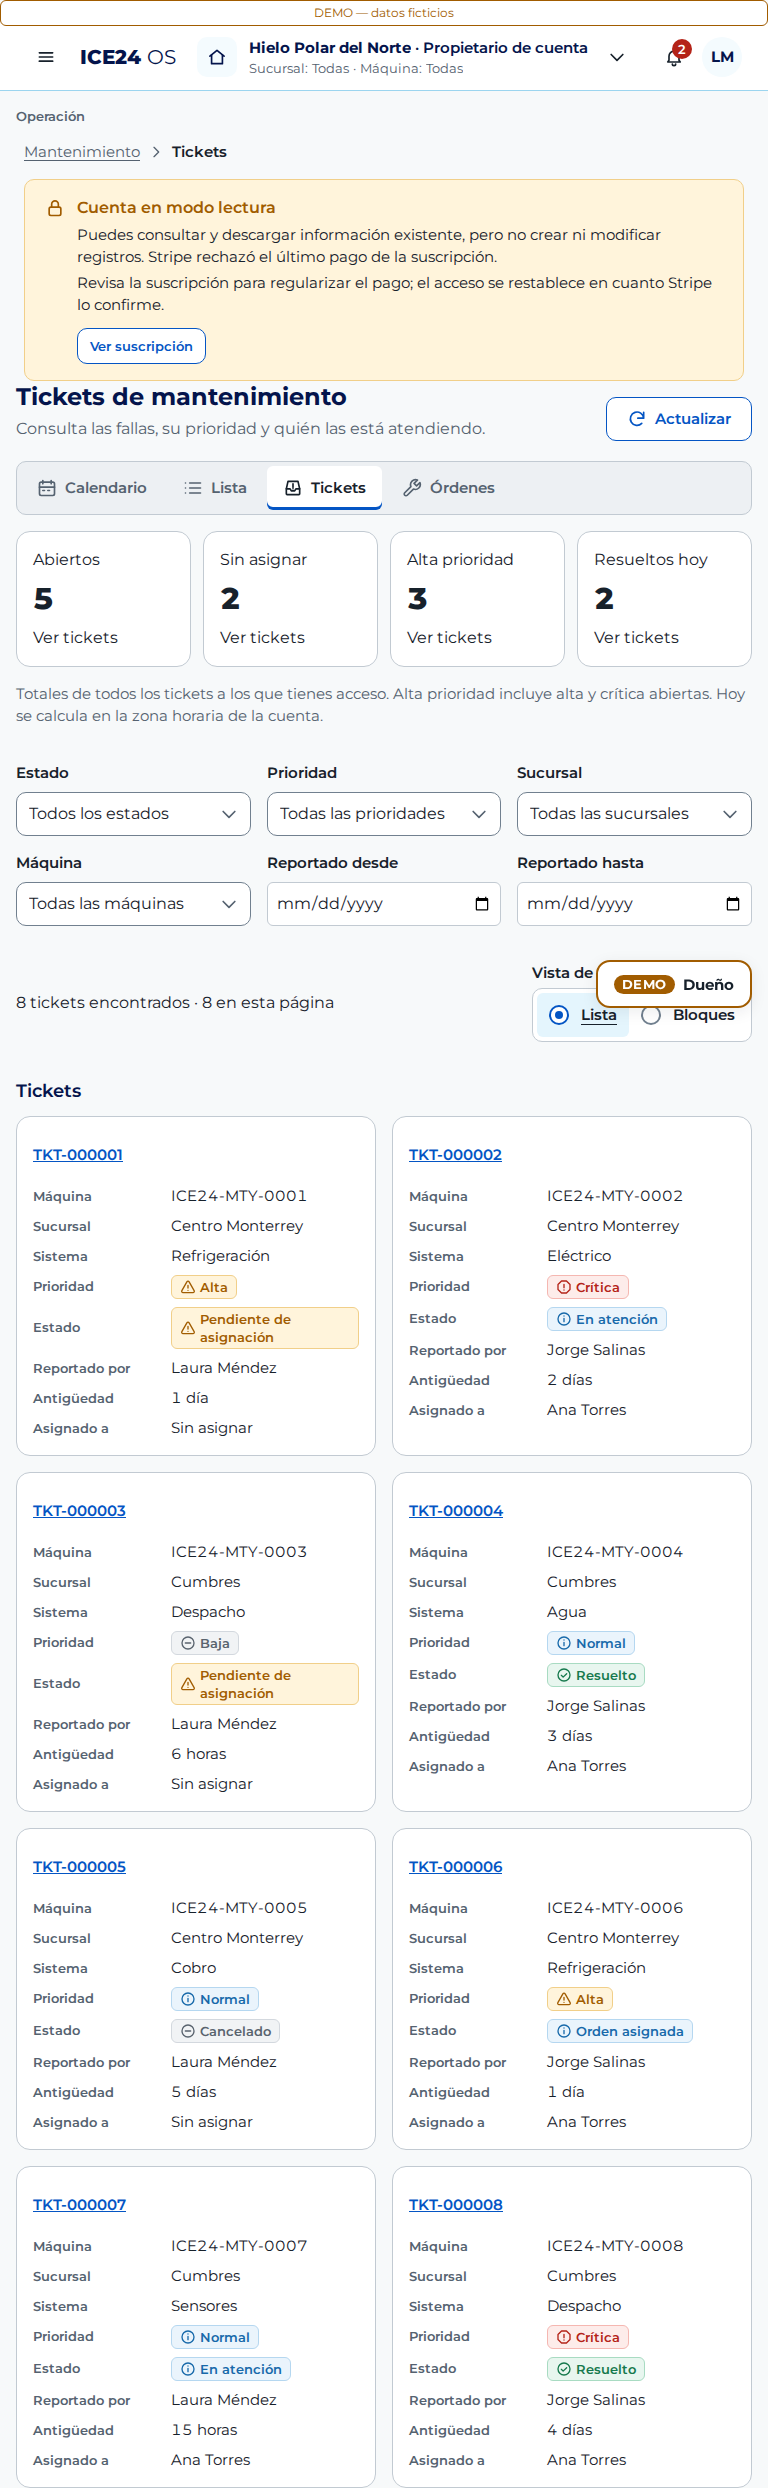 DEMO — datos ficticios
ICE24 OS
Hielo Polar del Norte · Propietario de cuenta
Sucursal: Todas · Máquina: Todas
2
LM
Operación
Mantenimiento > Tickets
Cuenta en modo lectura
Puedes consultar y descargar información existente, pero no crear ni modificar
registros. Stripe rechazó el último pago de la suscripción.
Revisa la suscripción para regularizar el pago; el acceso se restablece en cuanto Stripe
lo confirme.
Ver suscripción
Tickets de mantenimiento
Consulta las fallas, su prioridad y quién las está atendiendo.
Actualizar
Calendario Lista Tickets Órdenes
Abiertos
5
Ver tickets
Sin asignar
2
Ver tickets
Alta prioridad
3
Ver tickets
Resueltos hoy
2
Ver tickets
Totales de todos los tickets a los que tienes acceso. Alta prioridad incluye alta y crítica abiertas. Hoy
se calcula en la zona horaria de la cuenta.
Estado
Todos los estados
Prioridad
Todas las prioridades
Sucursal
Todas las sucursales
Máquina
Todas las máquinas
Reportado desde
mm/dd/yyyy
Reportado hasta
mm/dd/yyyy
8 tickets encontrados · 8 en esta página
Vista de
DEMO Dueño
Lista Bloques
Tickets
TKT-000001
Máquina ICE24-MTY-0001
Sucursal Centro Monterrey
Sistema Refrigeración
Prioridad Alta
Estado Pendiente de
asignación
Reportado por Laura Méndez
Antigüedad 1 día
Asignado a Sin asignar
TKT-000002
Máquina ICE24-MTY-0002
Sucursal Centro Monterrey
Sistema Eléctrico
Prioridad Crítica
Estado En atención
Reportado por Jorge Salinas
Antigüedad 2 días
Asignado a Ana Torres
TKT-000003
Máquina ICE24-MTY-0003
Sucursal Cumbres
Sistema Despacho
Prioridad Baja
Estado Pendiente de
asignación
Reportado por Laura Méndez
Antigüedad 6 horas
Asignado a Sin asignar
TKT-000004
Máquina ICE24-MTY-0004
Sucursal Cumbres
Sistema Agua
Prioridad Normal
Estado Resuelto
Reportado por Jorge Salinas
Antigüedad 3 días
Asignado a Ana Torres
TKT-000005
Máquina ICE24-MTY-0005
Sucursal Centro Monterrey
Sistema Cobro
Prioridad Normal
Estado Cancelado
Reportado por Laura Méndez
Antigüedad 5 días
Asignado a Sin asignar
TKT-000006
Máquina ICE24-MTY-0006
Sucursal Centro Monterrey
Sistema Refrigeración
Prioridad Alta
Estado Orden asignada
Reportado por Jorge Salinas
Antigüedad 1 día
Asignado a Ana Torres
TKT-000007
Máquina ICE24-MTY-0007
Sucursal Cumbres
Sistema Sensores
Prioridad Normal
Estado En atención
Reportado por Laura Méndez
Antigüedad 15 horas
Asignado a Ana Torres
TKT-000008
Máquina ICE24-MTY-0008
Sucursal Cumbres
Sistema Despacho
Prioridad Crítica
Estado Resuelto
Reportado por Jorge Salinas
Antigüedad 4 días
Asignado a Ana Torres